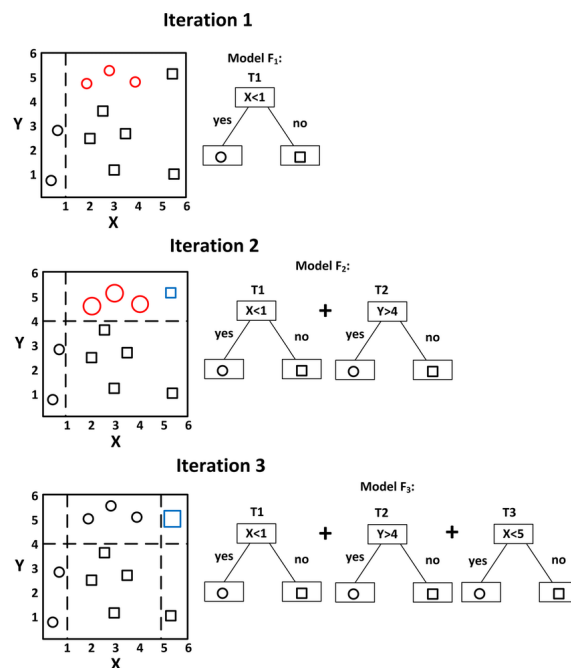 Iteration 1
Model F₁:
T1
X<1
yes
no
6
5
4
Y
3
2
1
1 2 3 4 5 6
X
Iteration 2
Model F₂:
T1
X<1
yes
no
+
T2
Y>4
yes
no
6
5
4
Y
3
2
1
1 2 3 4 5 6
X
Iteration 3
Model F₃:
T1
X<1
yes
no
+
T2
Y>4
yes
no
+
T3
X<5
yes
no
6
5
4
Y
3
2
1
1 2 3 4 5 6
X